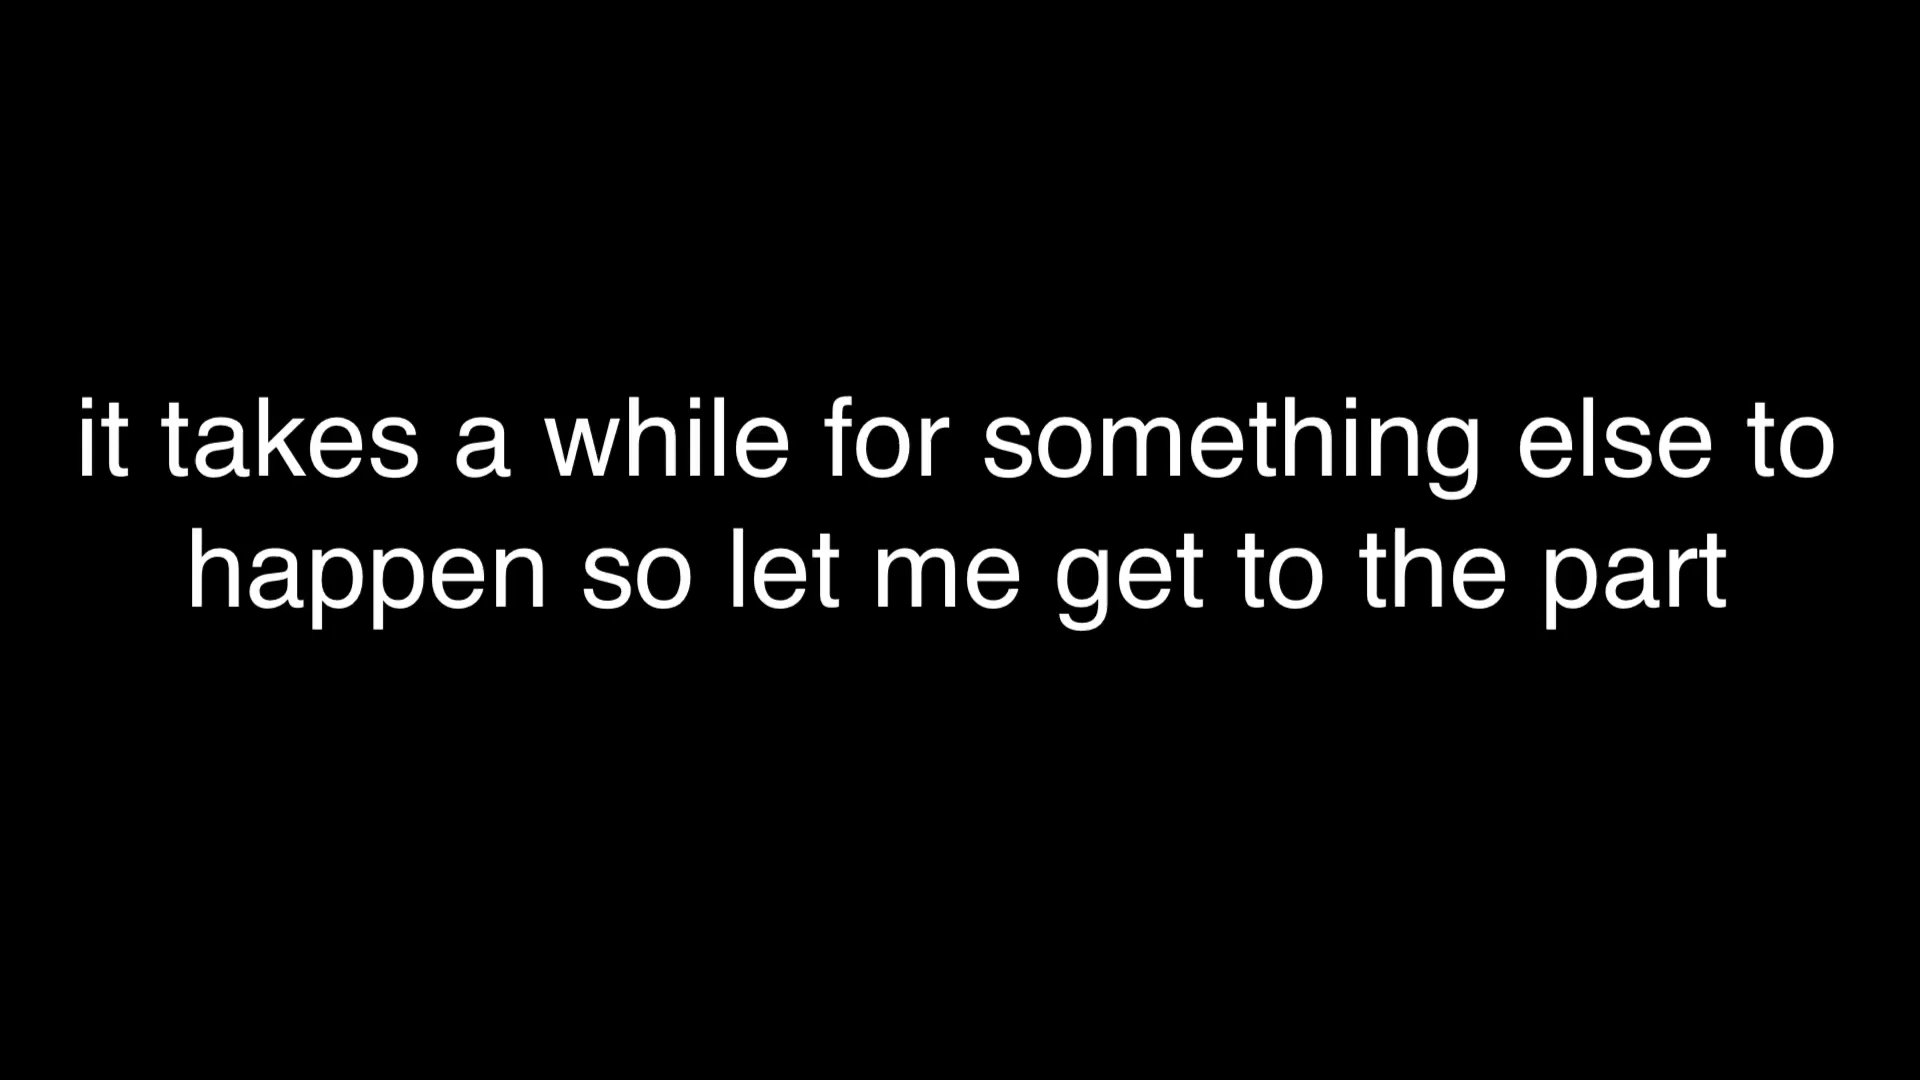 it takes a while for something else to
happen so let me get to the part